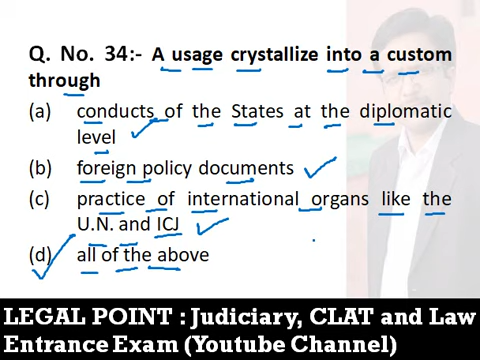 Q. No. 34:- A usage crystallize into a custom
through
(a) conducts of the States at the diplomatic
level
(b) foreign policy documents
(c) practice of international organs like the
U.N. and ICJ
(d) all of the above
LEGAL POINT : Judiciary, CLAT and Law
Entrance Exam (Youtube Channel)